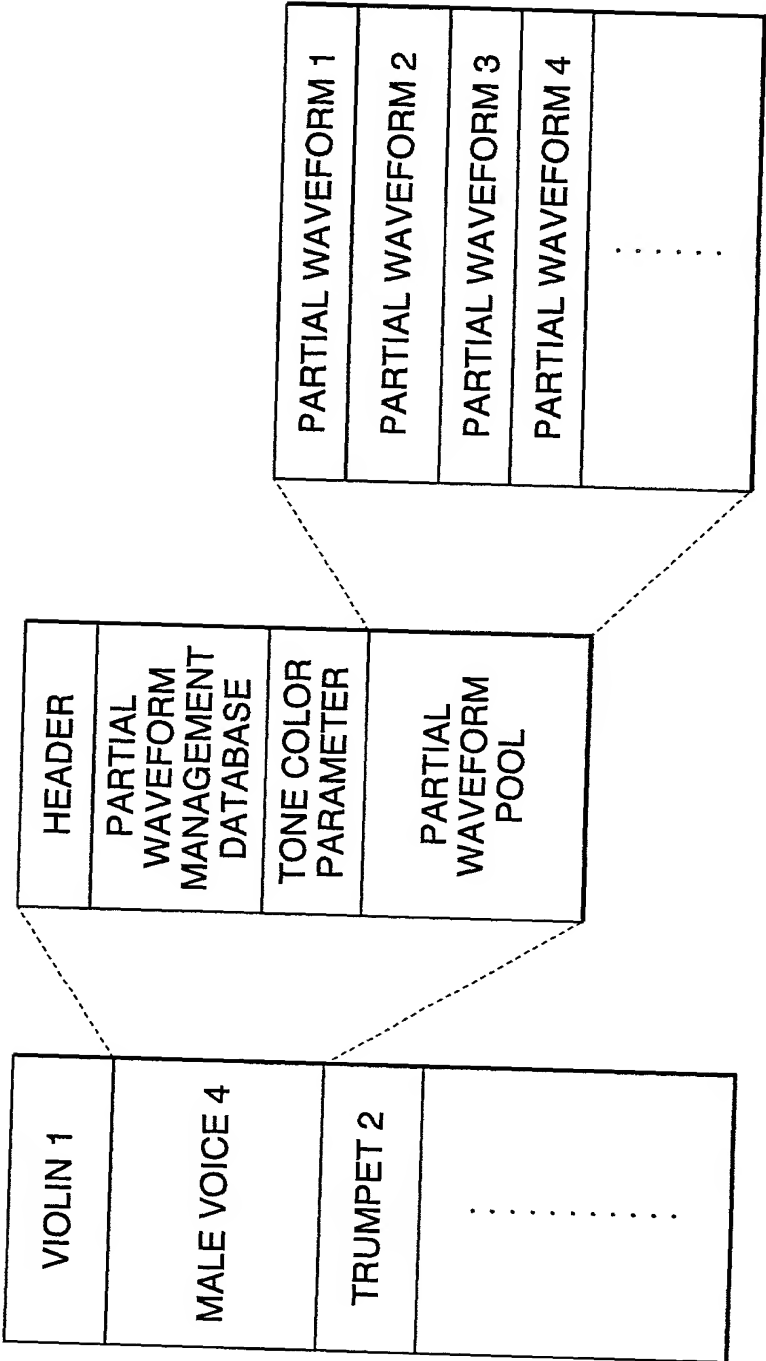 VIOLIN 1
MALE VOICE 4
TRUMPET 2
. . . . . . . . . . .
HEADER
PARTIAL
WAVEFORM
MANAGEMENT
DATABASE
TONE COLOR
PARAMETER
PARTIAL
WAVEFORM
POOL
PARTIAL WAVEFORM 1
PARTIAL WAVEFORM 2
PARTIAL WAVEFORM 3
PARTIAL WAVEFORM 4
. . . . . .